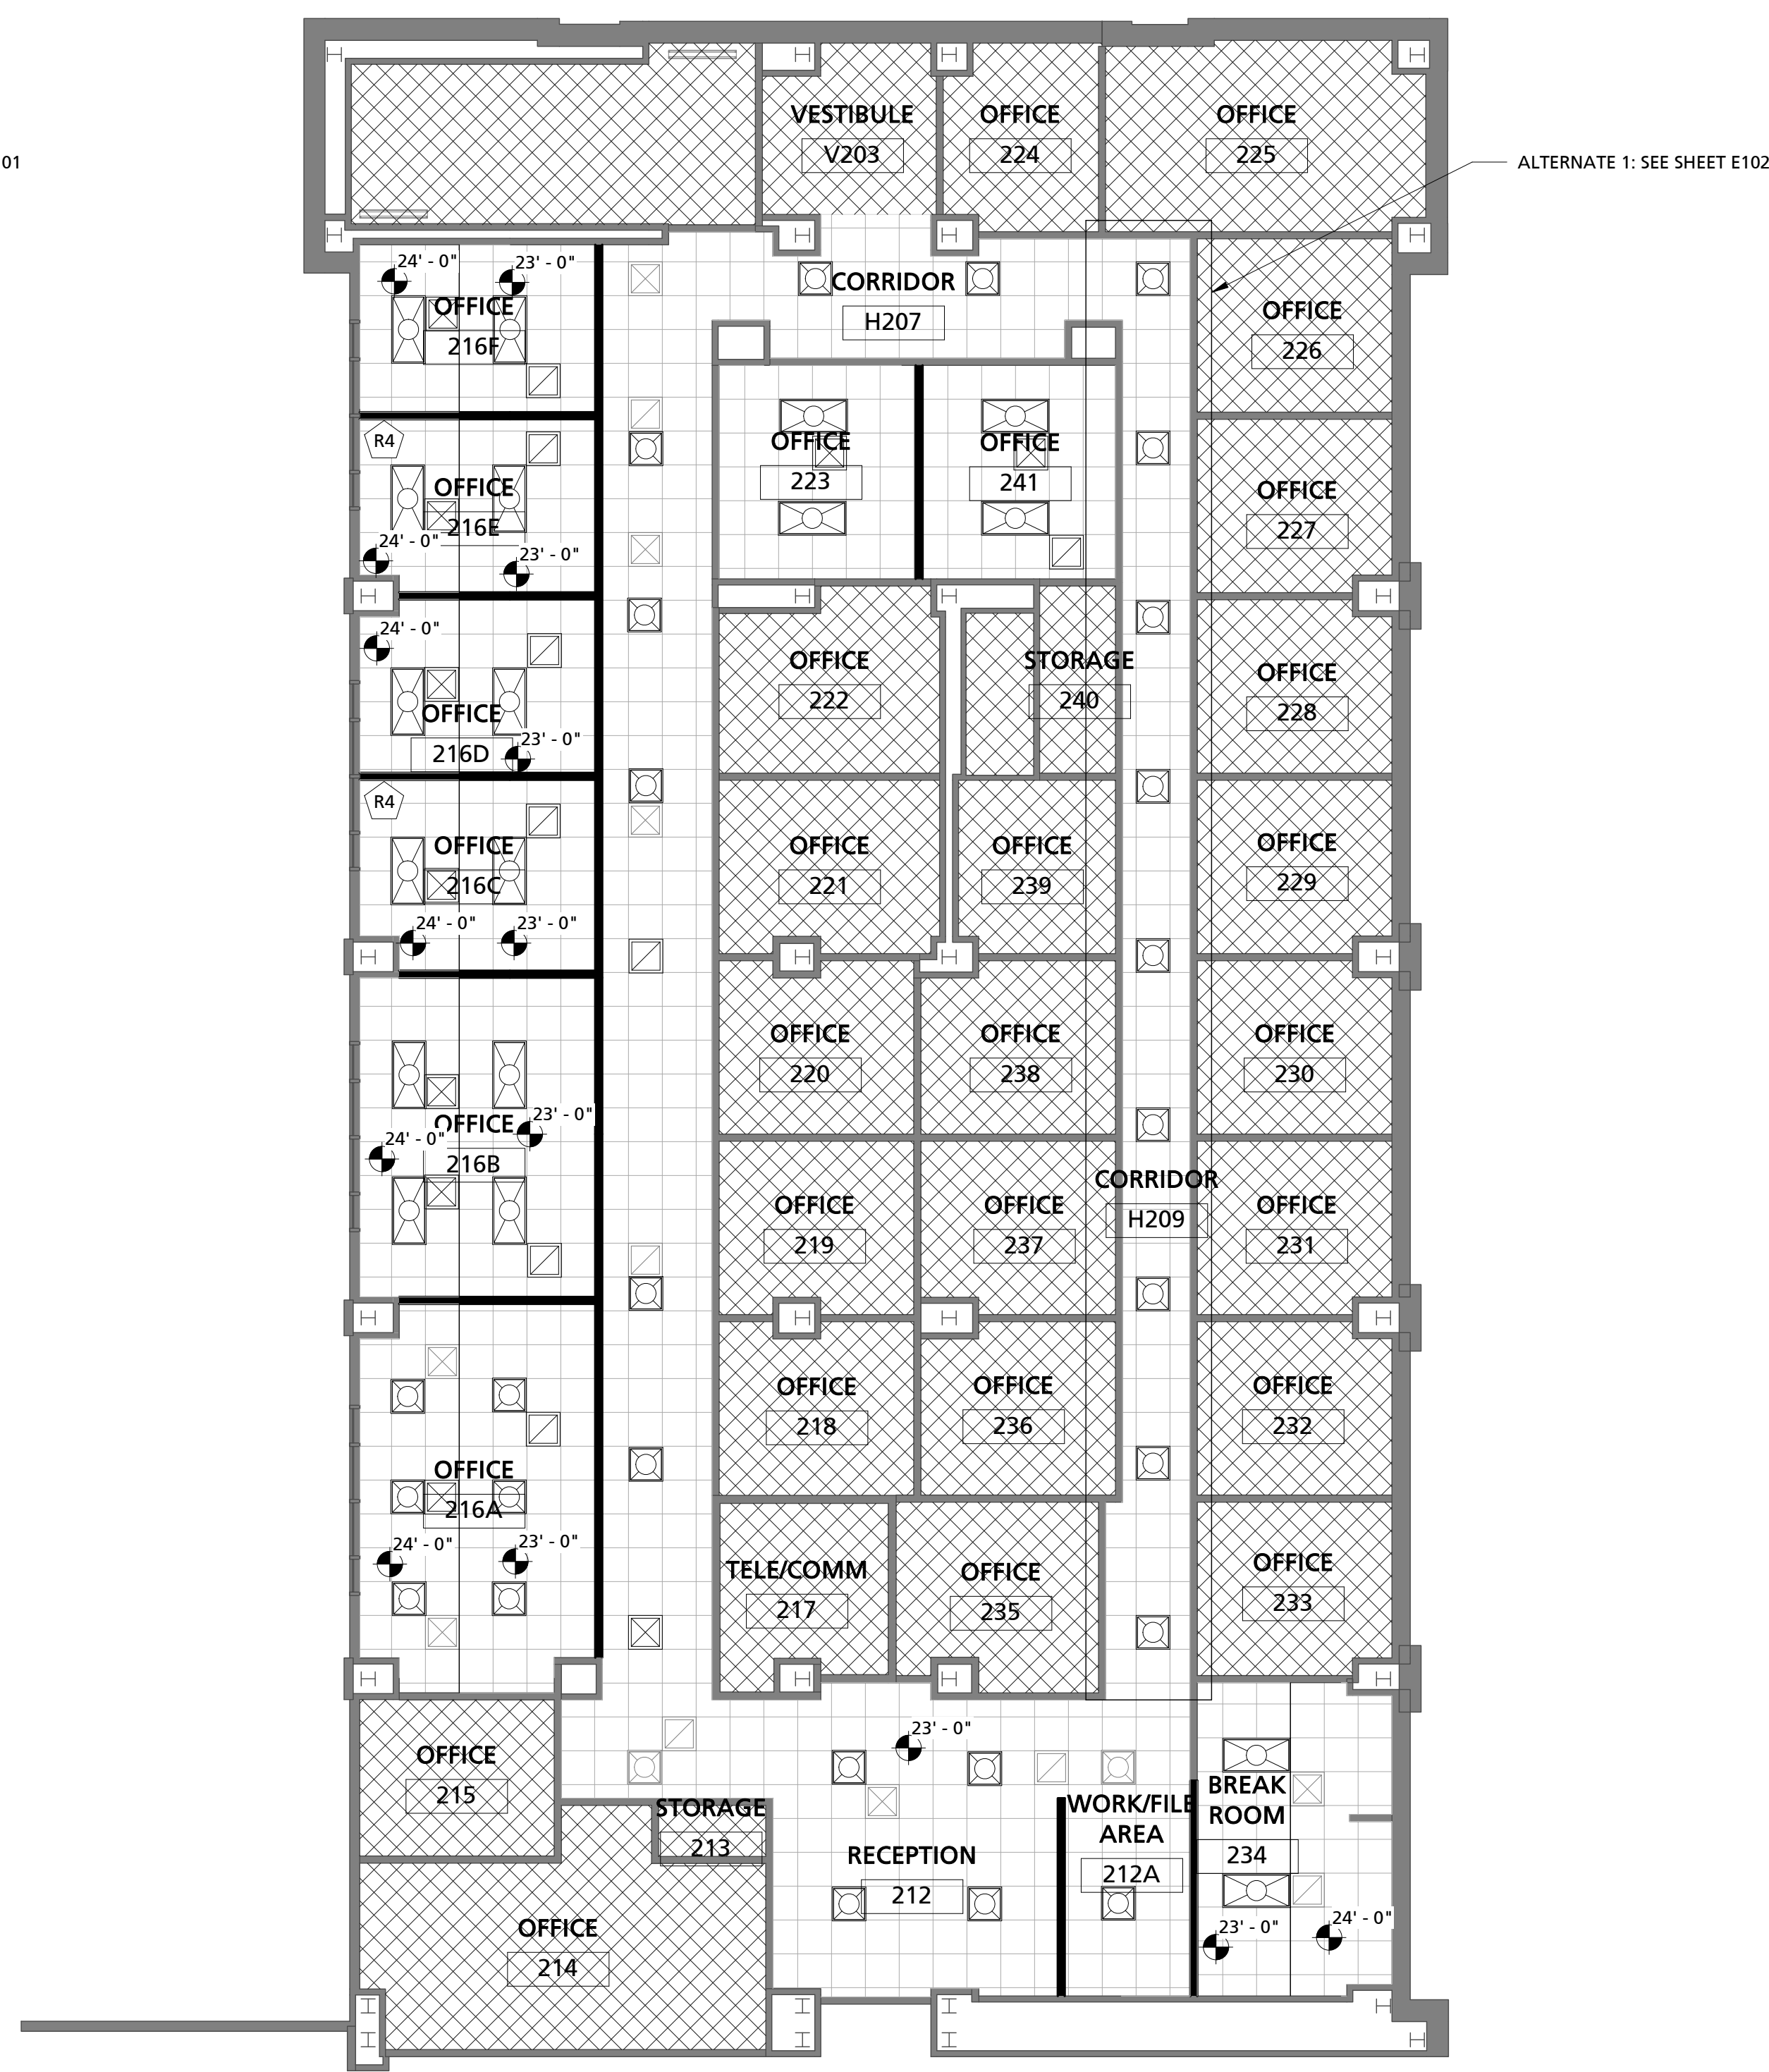 VESTIBULE
V203
OFFICE
224
OFFICE
225
01
ALTERNATE 1: SEE SHEET E102
24' - 0"
23' - 0"
OFFICE
216F
CORRIDOR
H207
OFFICE
226
R4
OFFICE
216E
24' - 0"
23' - 0"
OFFICE
223
OFFICE
241
OFFICE
227
24' - 0"
OFFICE
216D
23' - 0"
OFFICE
222
STORAGE
240
OFFICE
228
R4
OFFICE
216C
24' - 0"
23' - 0"
OFFICE
221
OFFICE
239
OFFICE
229
OFFICE
216B
24' - 0"
23' - 0"
OFFICE
220
OFFICE
238
OFFICE
230
CORRIDOR
H209
OFFICE
219
OFFICE
237
OFFICE
231
OFFICE
218
OFFICE
236
OFFICE
232
OFFICE
216A
24' - 0"
23' - 0"
TELE/COMM
217
OFFICE
235
OFFICE
233
OFFICE
215
23' - 0"
STORAGE
213
RECEPTION
212
WORK/FILE
AREA
212A
BREAK
ROOM
234
23' - 0"
24' - 0"
OFFICE
214